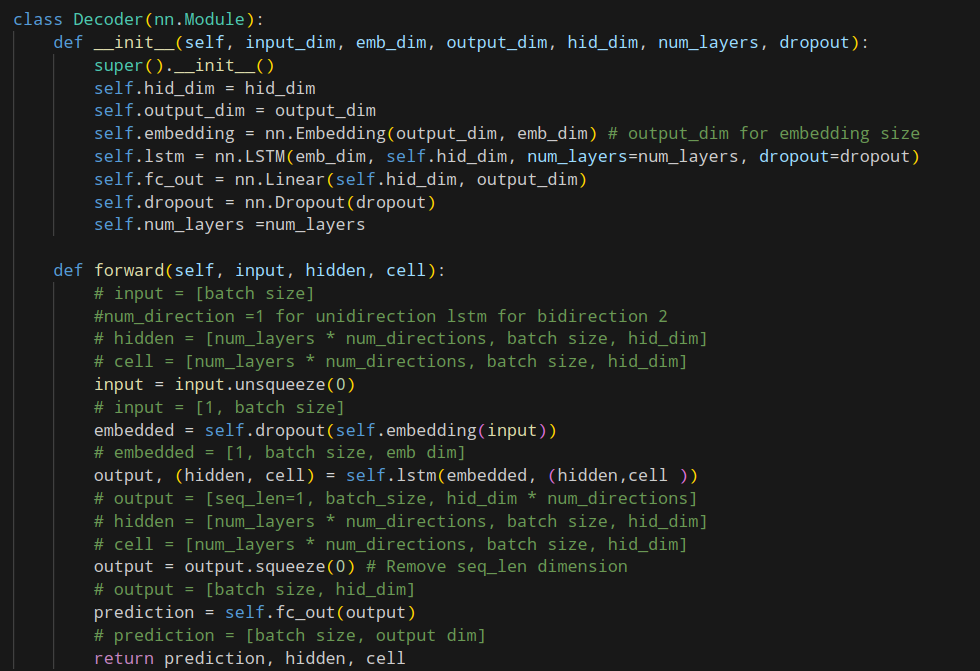 class Decoder(nn.Module):
    def __init__(self, input_dim, emb_dim, output_dim, hid_dim, num_layers, dropout):
        super().__init__()
        self.hid_dim = hid_dim
        self.output_dim = output_dim
        self.embedding = nn.Embedding(output_dim, emb_dim) # output_dim for embedding size
        self.lstm = nn.LSTM(emb_dim, self.hid_dim, num_layers=num_layers, dropout=dropout)
        self.fc_out = nn.Linear(self.hid_dim, output_dim)
        self.dropout = nn.Dropout(dropout)
        self.num_layers =num_layers

    def forward(self, input, hidden, cell):
        # input = [batch size]
        #num_direction =1 for unidirection lstm for bidirection 2
        # hidden = [num_layers * num_directions, batch size, hid_dim]
        # cell = [num_layers * num_directions, batch size, hid_dim]
        input = input.unsqueeze(0)
        # input = [1, batch size]
        embedded = self.dropout(self.embedding(input))
        # embedded = [1, batch size, emb dim]
        output, (hidden, cell) = self.lstm(embedded, (hidden,cell ))
        # output = [seq_len=1, batch_size, hid_dim * num_directions]
        # hidden = [num_layers * num_directions, batch size, hid_dim]
        # cell = [num_layers * num_directions, batch size, hid_dim]
        output = output.squeeze(0) # Remove seq_len dimension
        # output = [batch size, hid_dim]
        prediction = self.fc_out(output)
        # prediction = [batch size, output dim]
        return prediction, hidden, cell